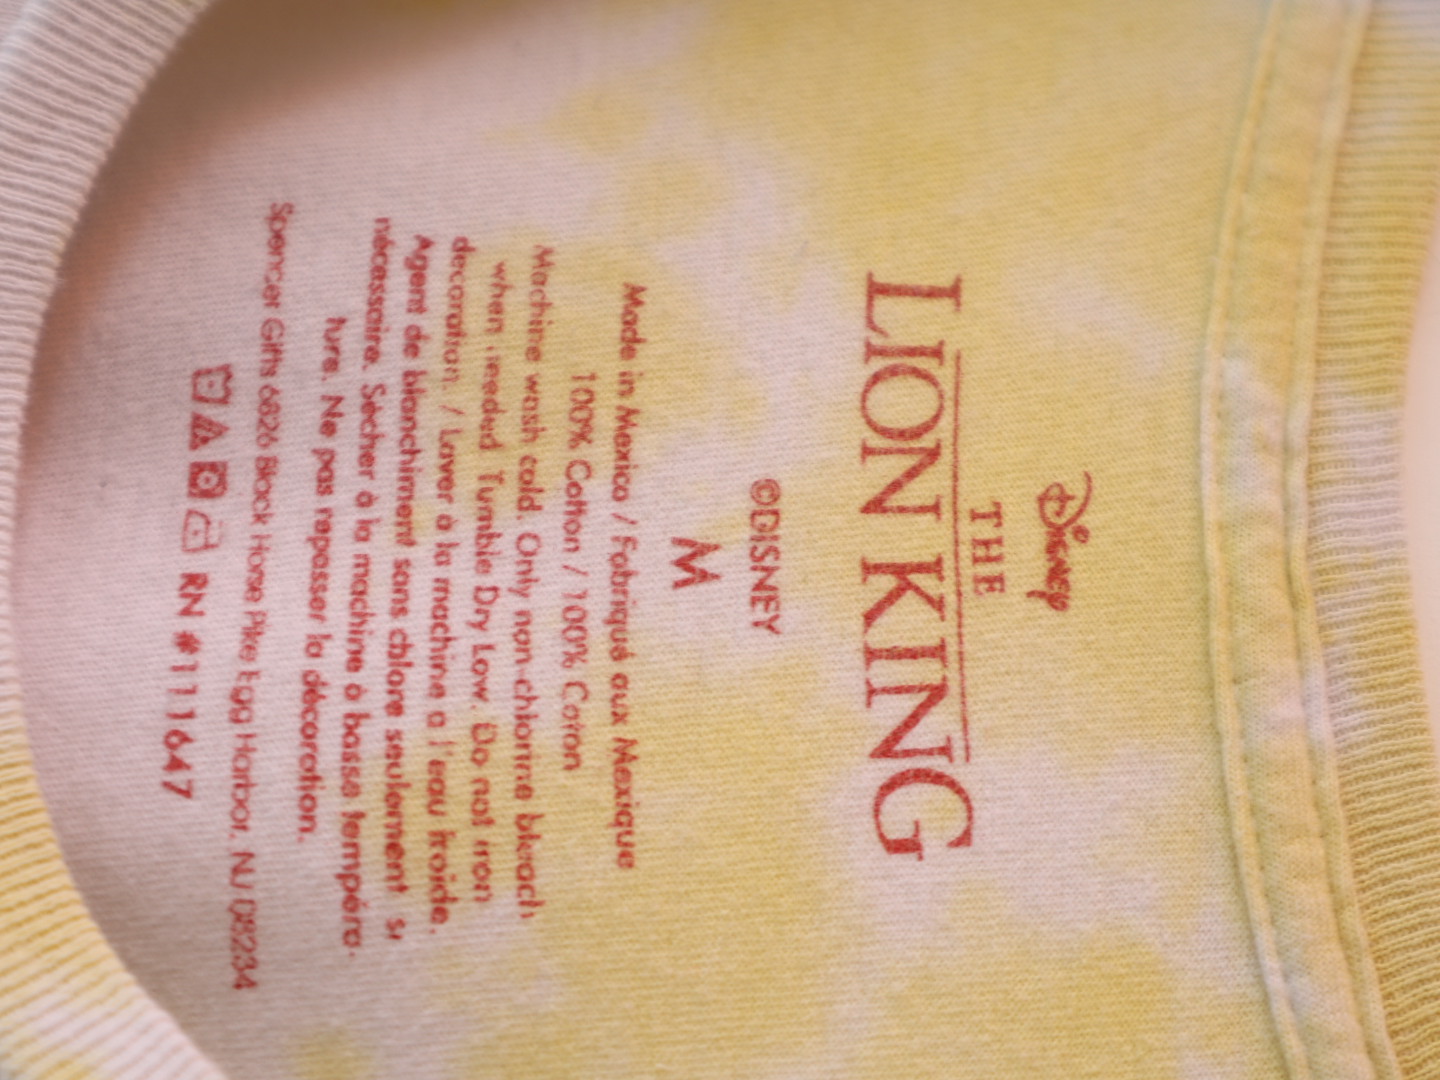 Disney
THE
LION KING
©DISNEY
M
Made in Mexico / Fabriqué aux Mexique
100% Cotton / 100% Coton
Machine wash cold. Only non-chlorine bleach
when needed Tumble Dry Low. Do not iron
decoration. / Laver à la machine a l'eau froide.
Agent de blanchiment sans chlore seulement si
nécessaire. Sécher à la machine à basse tempéra-
ture. Ne pas repasser la décoration.
Spencer Gifts 6826 Black Horse Pike Egg Harbor, NJ 08234
RN #111647